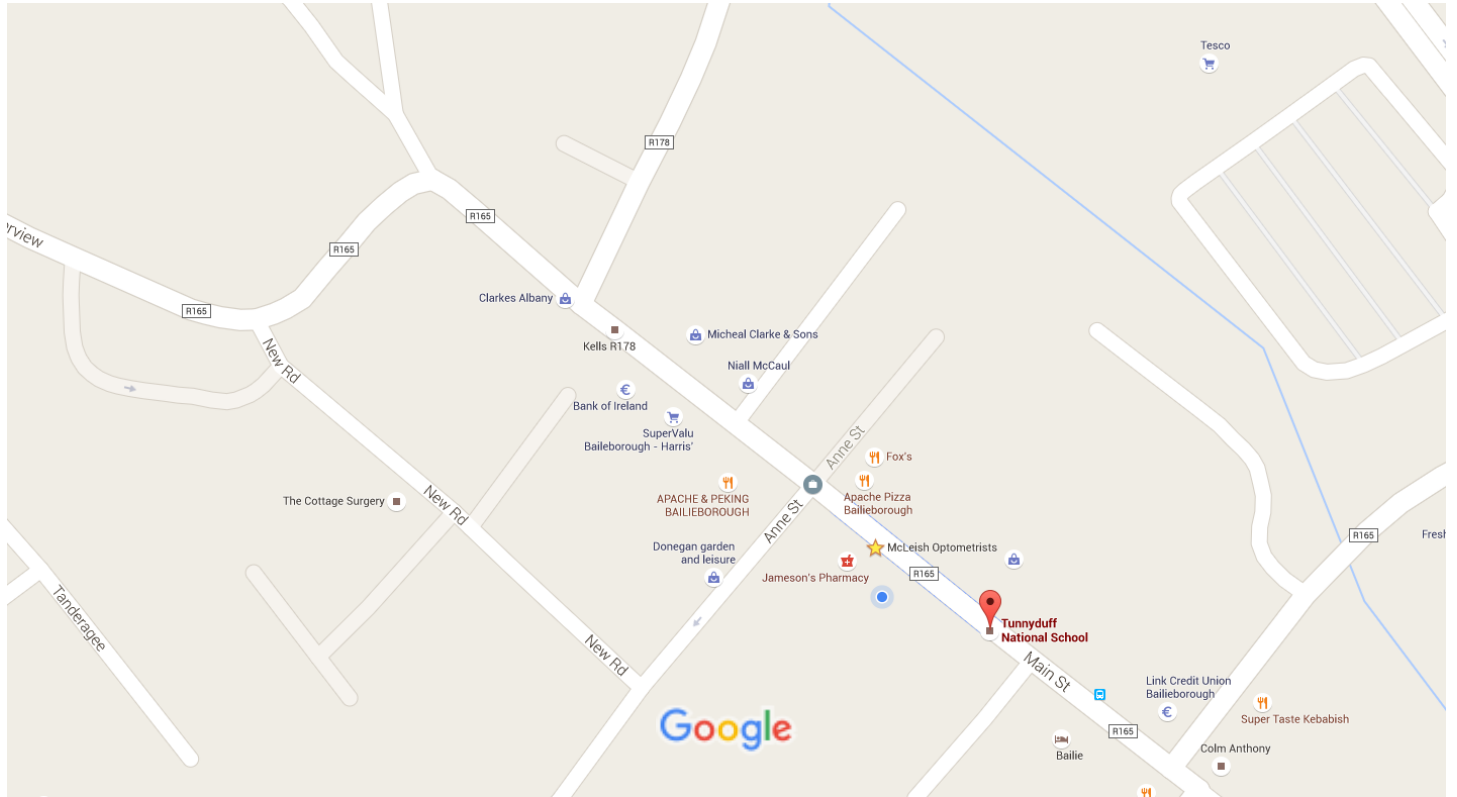 Tesco
R178
R165
erview
R165
R165
Clarkes Albany
Kells R178
Micheal Clarke & Sons
New Rd
Niall McCaul
Bank of Ireland
SuperValu
Baileborough - Harris'
Anne St
Fox's
The Cottage Surgery
New Rd
APACHE & PEKING
BAILIEBOROUGH
Apache Pizza
Bailieborough
Anne St
R165
Fresh
Donegan garden
and leisure
McLeish Optometrists
Jameson's Pharmacy
R165
Tanderagee
Tunnyduff
National School
New Rd
Main St
Link Credit Union
Bailieborough
Super Taste Kebabish
Google
R165
Bailie
Colm Anthony